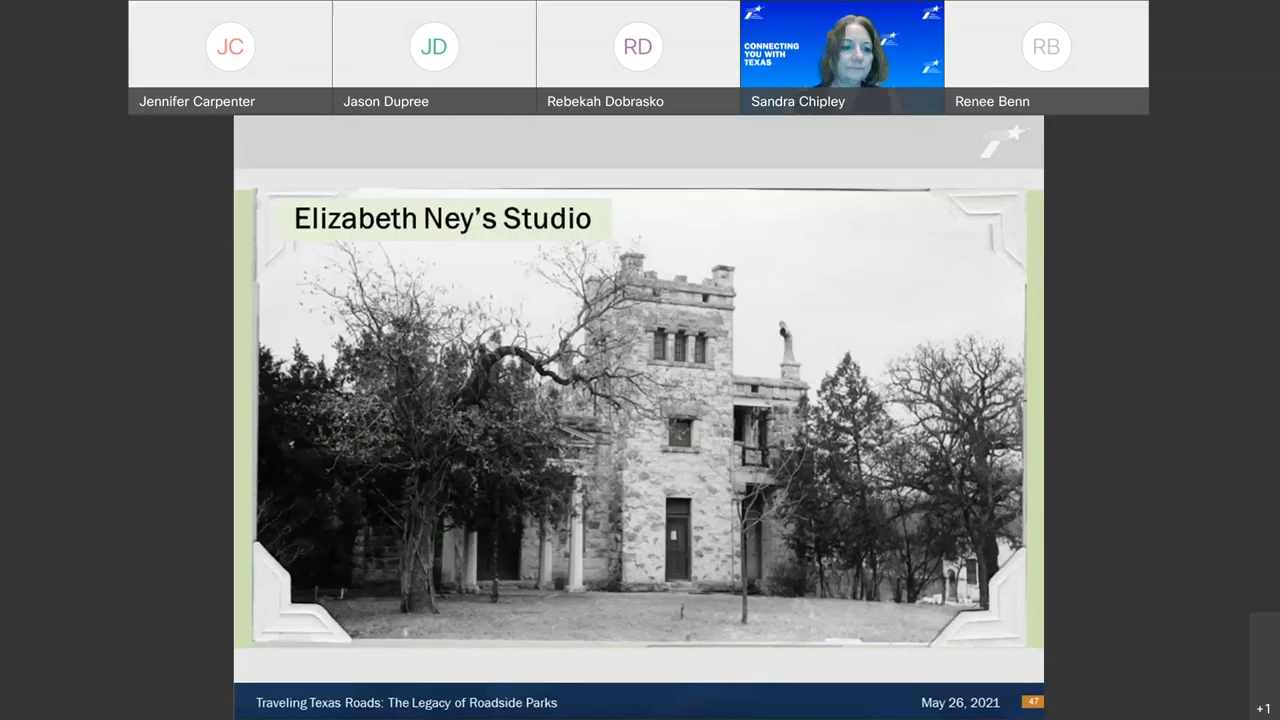 JC
JD
RD
CONNECTING
YOU WITH
TEXAS
RB
Jennifer Carpenter
Jason Dupree
Rebekah Dobrasko
Sandra Chipley
Renee Benn
Elizabeth Ney's Studio
Traveling Texas Roads: The Legacy of Roadside Parks
May 26, 2021
47
+1